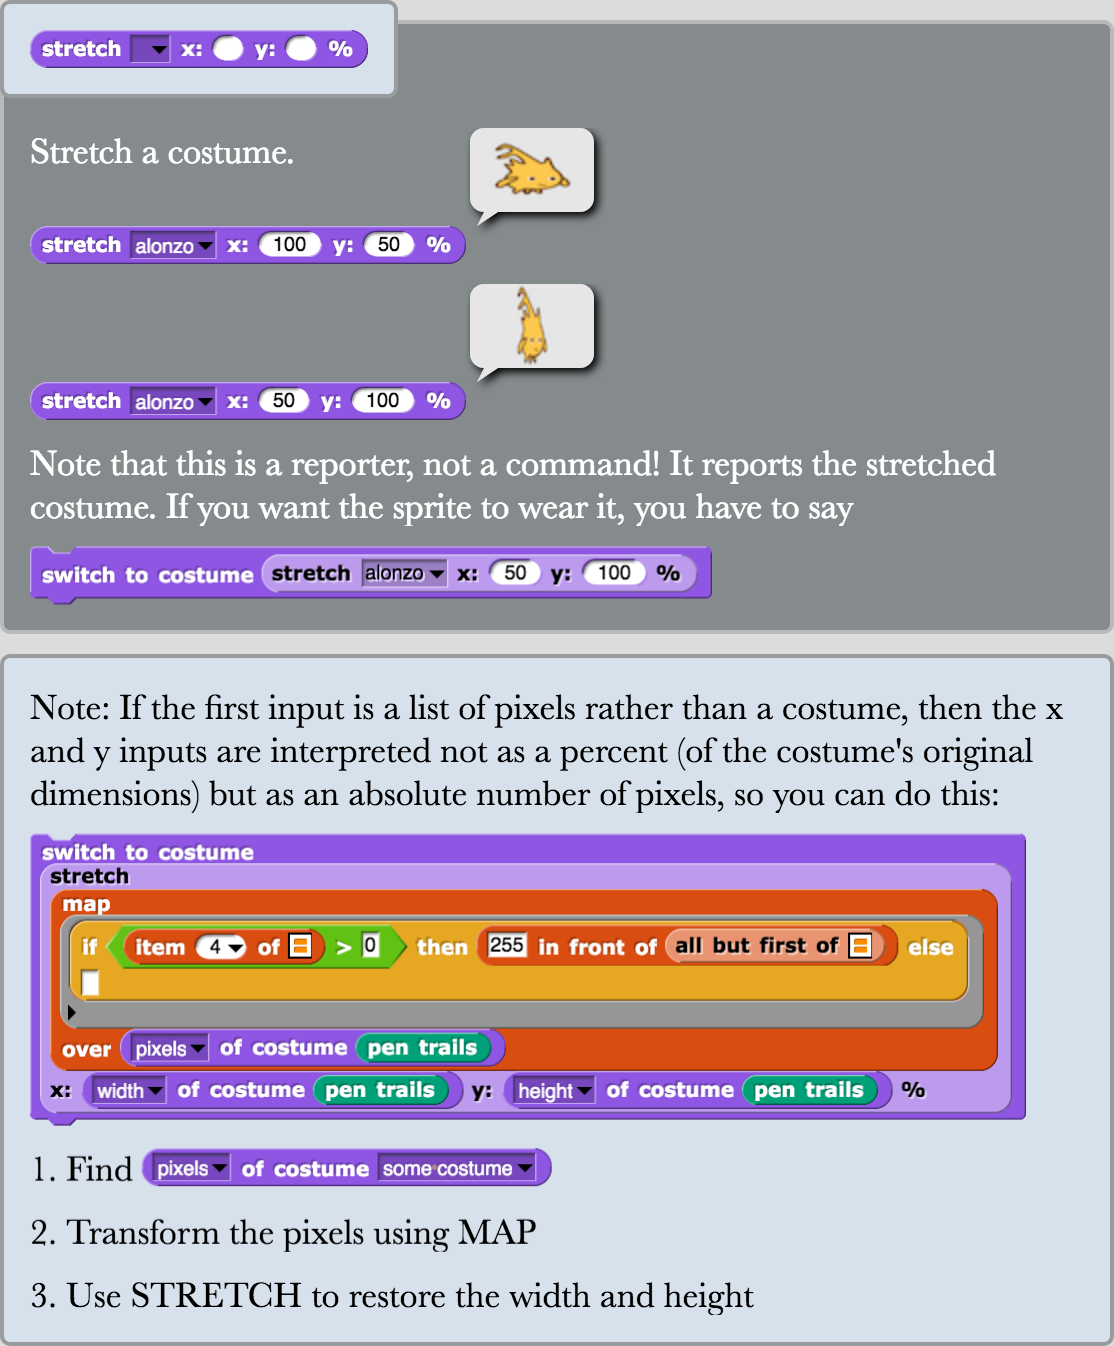 stretch x: y: %
Stretch a costume.
stretch alonzo x: 100 y: 50 %
stretch alonzo x: 50 y: 100 %
Note that this is a reporter, not a command! It reports the stretched
costume. If you want the sprite to wear it, you have to say
switch to costume stretch alonzo x: 50 y: 100 %
Note: If the first input is a list of pixels rather than a costume, then the x
and y inputs are interpreted not as a percent (of the costume's original
dimensions) but as an absolute number of pixels, so you can do this:
switch to costume
stretch
map
if item 4 of > 0 then 255 in front of all but first of else
over pixels of costume pen trails
x: width of costume pen trails y: height of costume pen trails %
1. Find pixels of costume some costume
2. Transform the pixels using MAP
3. Use STRETCH to restore the width and height